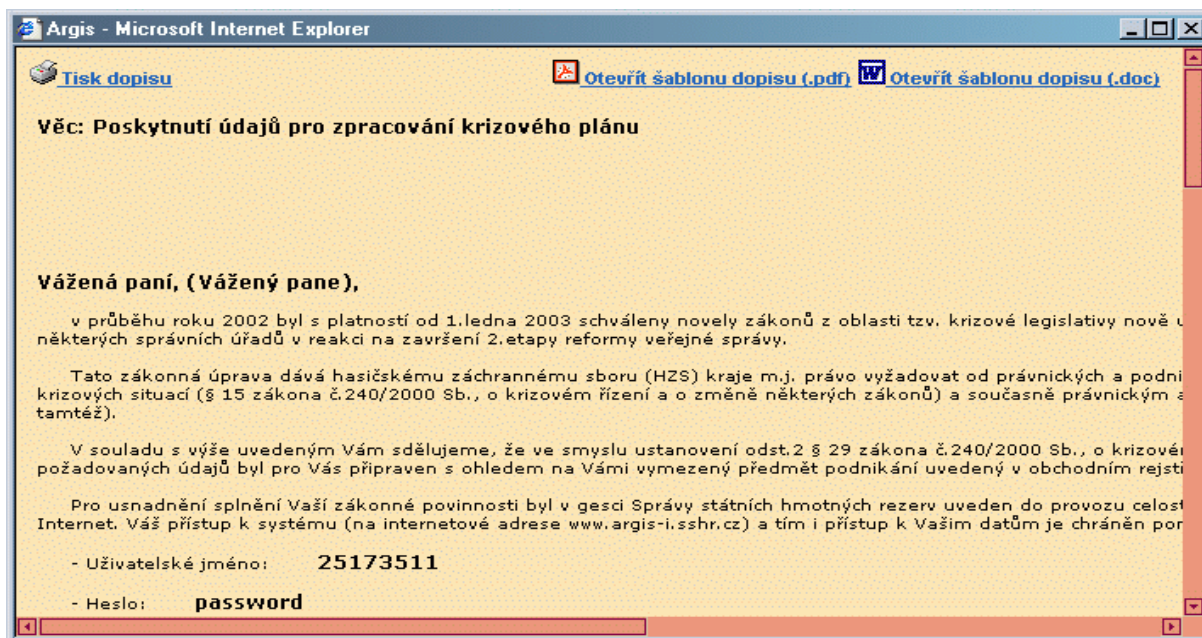 Argis - Microsoft Internet Explorer
Tisk dopisu Otevřít šablonu dopisu (.pdf) Otevřít šablonu dopisu (.doc)
Věc: Poskytnutí údajů pro zpracování krizového plánu
Vážená paní, (Vážený pane),
v průběhu roku 2002 byl s platností od 1.ledna 2003 schváleny novely zákonů z oblasti tzv. krizové legislativy nově u
některých správních úřadů v reakci na završení 2.etapy reformy veřejné správy.
Tato zákonná úprava dává hasičskému záchrannému sboru (HZS) kraje m.j. právo vyžadovat od právnických a podni
krizových situací (§ 15 zákona č.240/2000 Sb., o krizovém řízení a o změně některých zákonů) a současně právnickým a
tamtéž).
V souladu s výše uvedeným Vám sdělujeme, že ve smyslu ustanovení odst.2 § 29 zákona č.240/2000 Sb., o krizové
požadovaných údajů byl pro Vás připraven s ohledem na Vámi vymezený předmět podnikání uvedený v obchodním rejstř
Pro usnadnění splnění Vaší zákonné povinnosti byl v gesci Správy státních hmotných rezerv uveden do provozu celost
Internet. Váš přístup k systému (na internetové adrese www.argis-i.sshr.cz) a tím i přístup k Vašim datům je chráněn
- Uživatelské jméno: 25173511
- Heslo: password